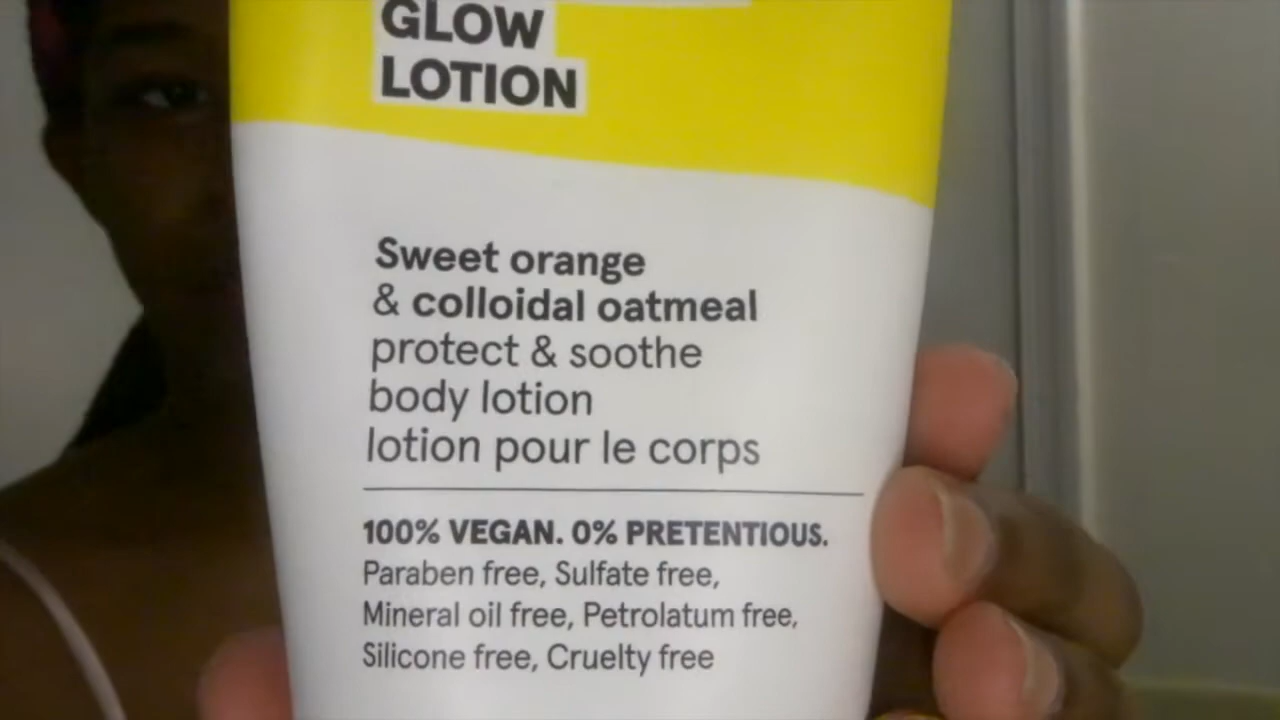 GLOW
LOTION
Sweet orange
& colloidal oatmeal
protect & soothe
body lotion
lotion pour le corps
100% VEGAN. 0% PRETENTIOUS.
Paraben free, Sulfate free,
Mineral oil free, Petrolatum free,
Silicone free, Cruelty free